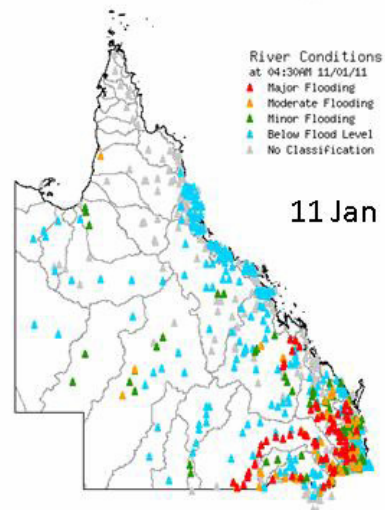 River Conditions
at 04:30AM 11/01/11
Major Flooding
Moderate Flooding
Minor Flooding
Below Flood Level
No Classification
11 Jan